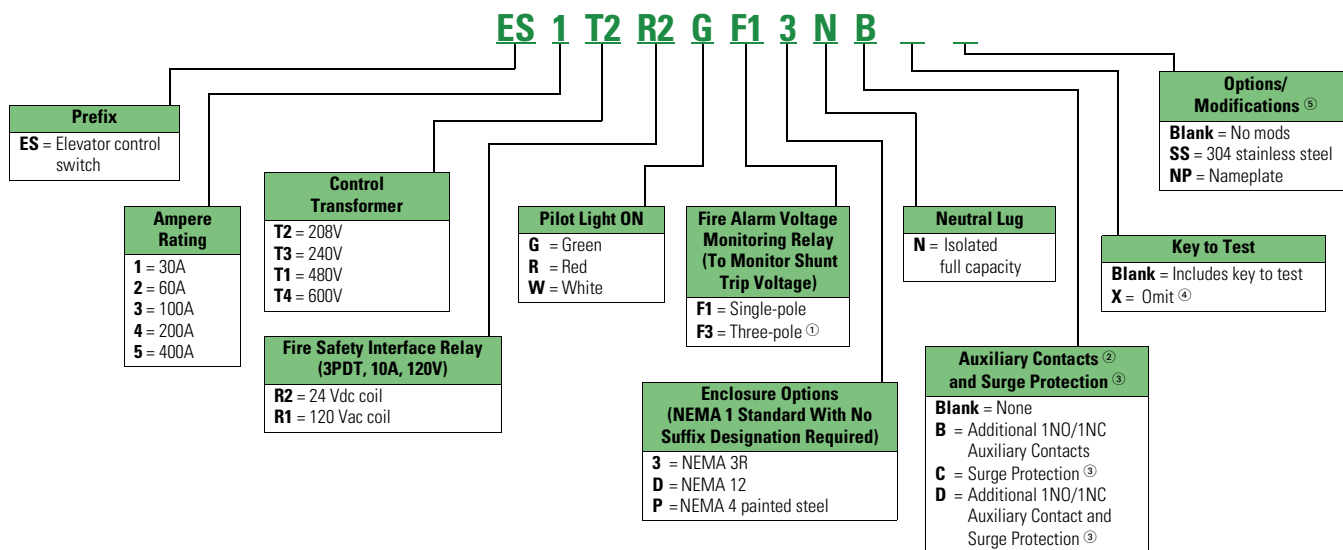 ES 1 T2 R2 G F1 3 N B _ _
Prefix
ES = Elevator control
switch
Ampere
Rating
1 = 30A
2 = 60A
3 = 100A
4 = 200A
5 = 400A
Control
Transformer
T2 = 208V
T3 = 240V
T1 = 480V
T4 = 600V
Fire Safety Interface Relay
(3PDT, 10A, 120V)
R2 = 24 Vdc coil
R1 = 120 Vac coil
Pilot Light ON
G = Green
R = Red
W = White
Fire Alarm Voltage
Monitoring Relay
(To Monitor Shunt
Trip Voltage)
F1 = Single-pole
F3 = Three-pole ①
Enclosure Options
(NEMA 1 Standard With No
Suffix Designation Required)
3 = NEMA 3R
D = NEMA 12
P = NEMA 4 painted steel
Neutral Lug
N = Isolated
full capacity
Auxiliary Contacts ②
and Surge Protection ③
Blank = None
B = Additional 1NO/1NC
Auxiliary Contacts
C = Surge Protection ③
D = Additional 1NO/1NC
Auxiliary Contact and
Surge Protection ③
Key to Test
Blank = Includes key to test
X = Omit ④
Options/
Modifications ⑤
Blank = No mods
SS = 304 stainless steel
NP = Nameplate